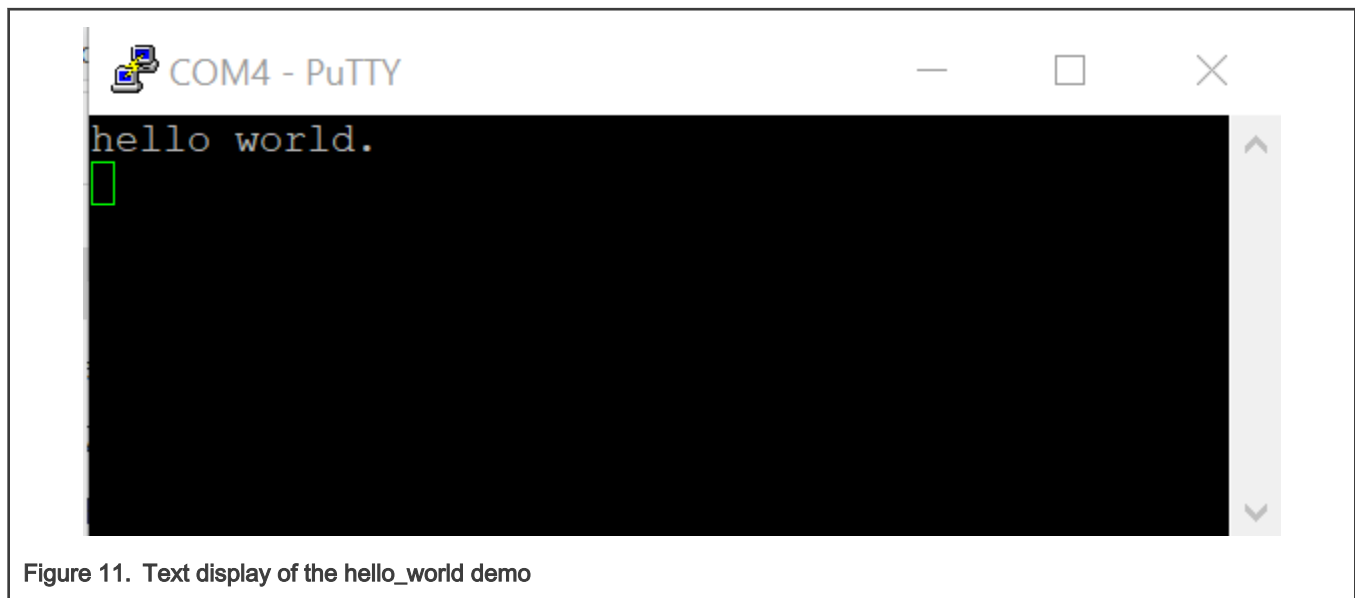 COM4 - PuTTY
hello world.
Figure 11. Text display of the hello_world demo